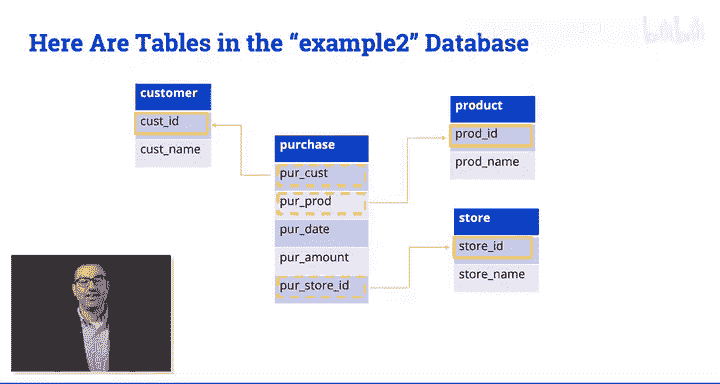 Here Are Tables in the “example2” Database
customer
cust_id
cust_name
purchase
pur_cust
pur_prod
pur_date
pur_amount
pur_store_id
product
prod_id
prod_name
store
store_id
store_name